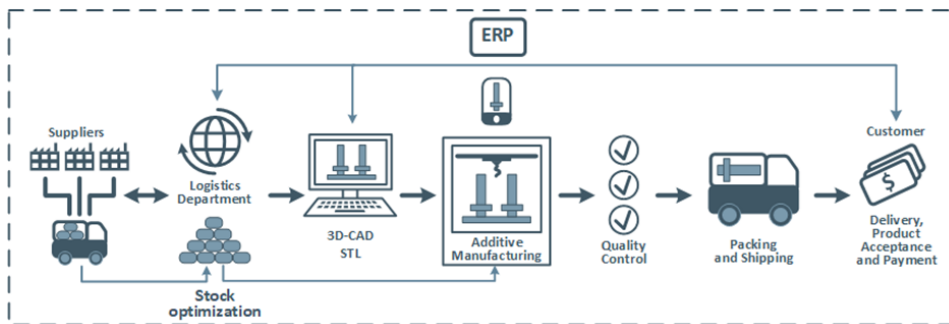 ERP
Suppliers
Logistics
Department
Stock
optimization
3D-CAD
STL
Additive
Manufacturing
Quality
Control
Packing
and Shipping
Customer
$
Delivery,
Product
Acceptance
and Payment